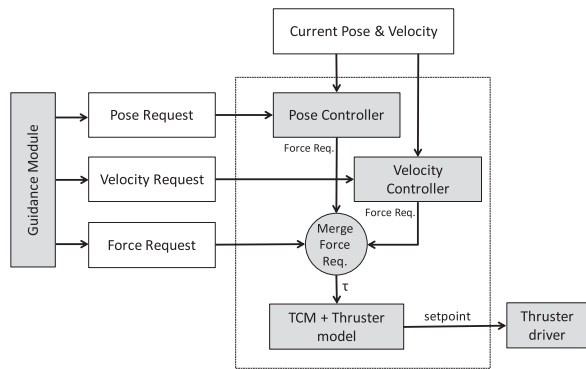 Current Pose & Velocity
Guidance Module
Pose Request
Pose Controller
Force Req.
Velocity Request
Velocity
Controller
Force Req.
Force Request
Merge
Force
Req.
τ
TCM + Thruster
model
setpoint
Thruster
driver